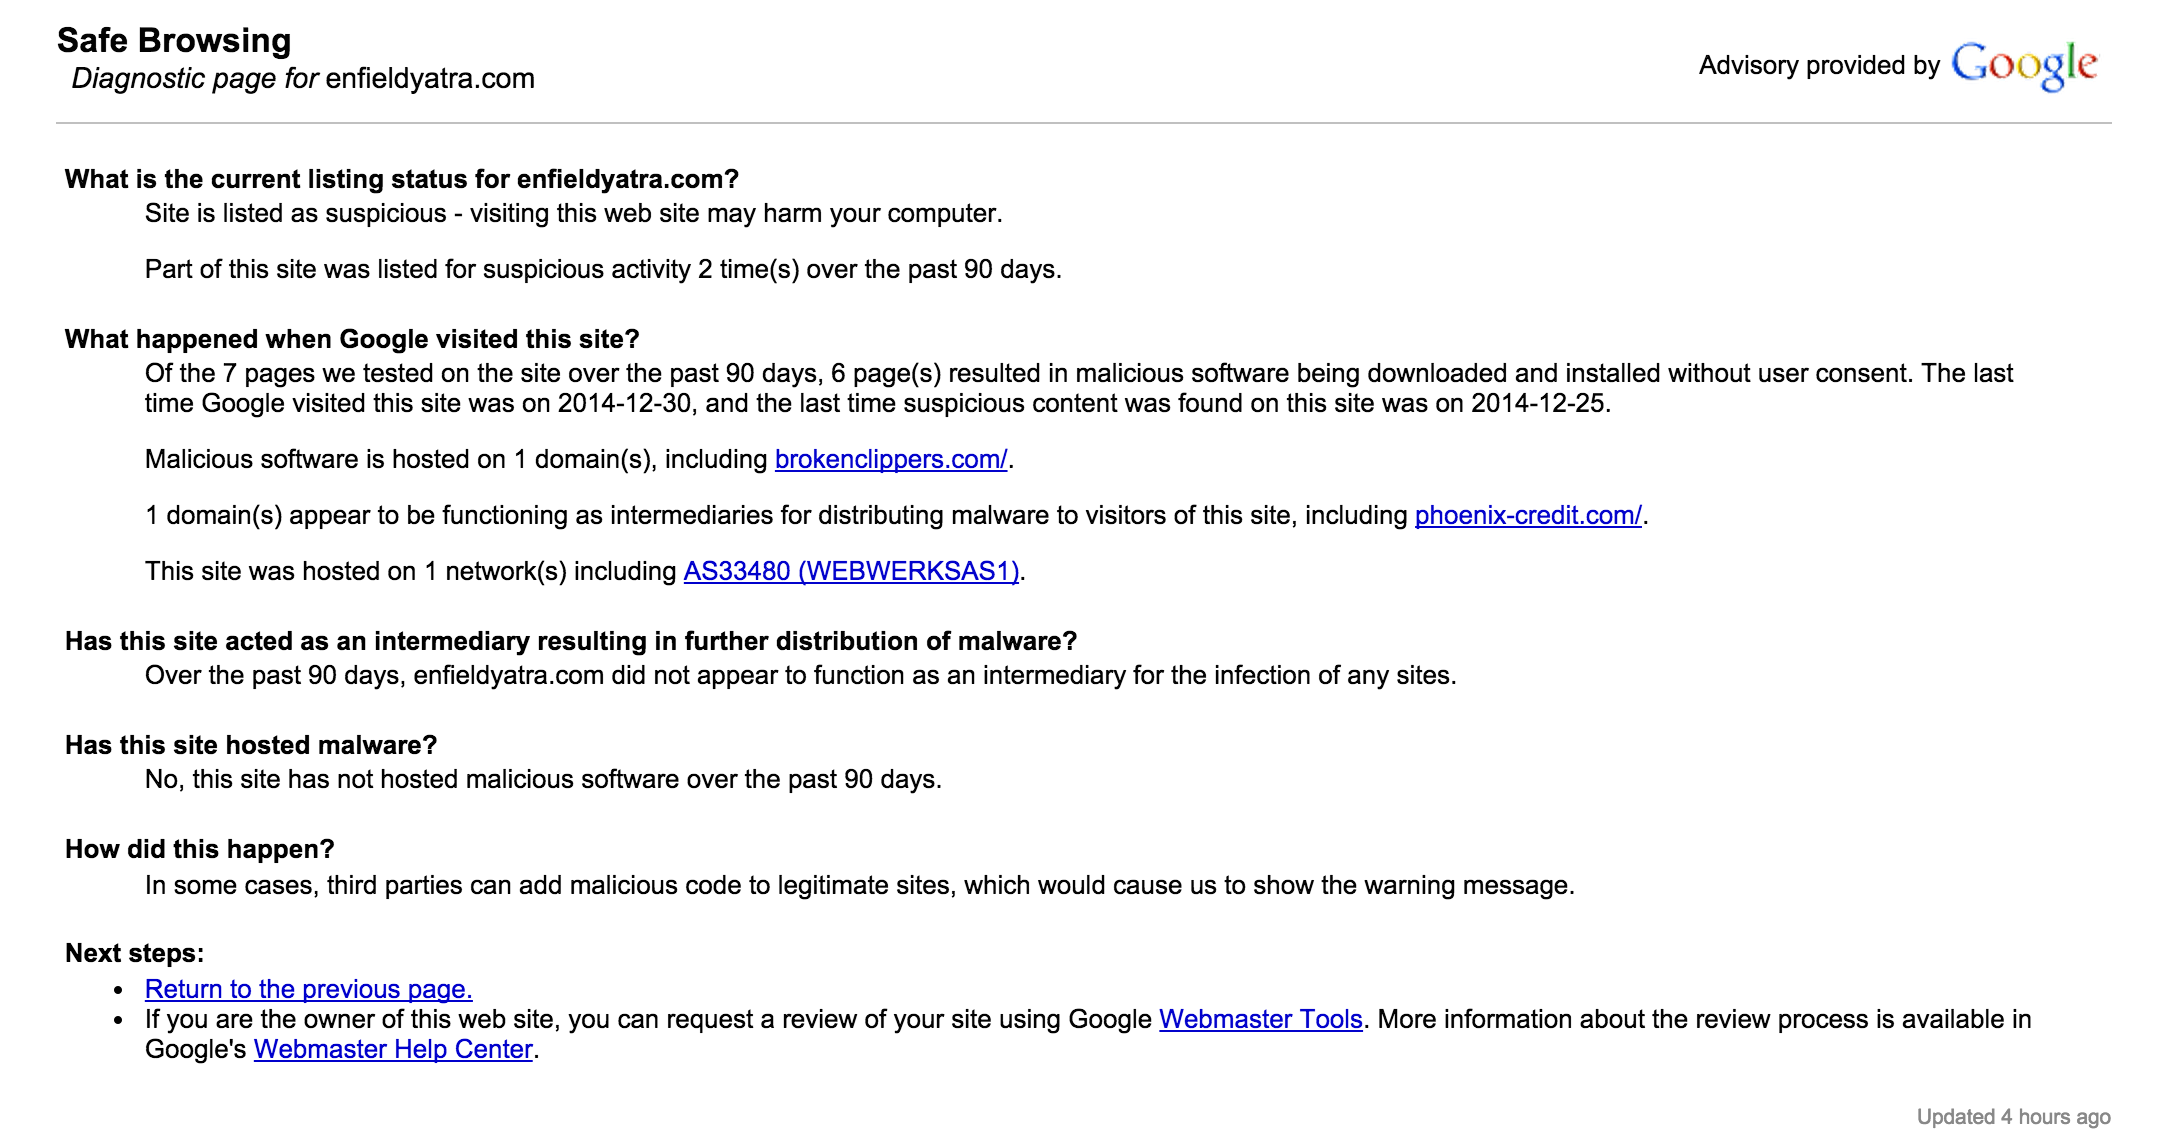 Safe Browsing
Diagnostic page for enfieldyatra.com
Advisory provided by Google
What is the current listing status for enfieldyatra.com?
Site is listed as suspicious - visiting this web site may harm your computer.
Part of this site was listed for suspicious activity 2 time(s) over the past 90 days.
What happened when Google visited this site?
Of the 7 pages we tested on the site over the past 90 days, 6 page(s) resulted in malicious software being downloaded and installed without user consent. The last
time Google visited this site was on 2014-12-30, and the last time suspicious content was found on this site was on 2014-12-25.
Malicious software is hosted on 1 domain(s), including brokenclippers.com/.
1 domain(s) appear to be functioning as intermediaries for distributing malware to visitors of this site, including phoenix-credit.com/.
This site was hosted on 1 network(s) including AS33480 (WEBWERKSAS1).
Has this site acted as an intermediary resulting in further distribution of malware?
Over the past 90 days, enfieldyatra.com did not appear to function as an intermediary for the infection of any sites.
Has this site hosted malware?
No, this site has not hosted malicious software over the past 90 days.
How did this happen?
In some cases, third parties can add malicious code to legitimate sites, which would cause us to show the warning message.
Next steps:
• Return to the previous page.
• If you are the owner of this web site, you can request a review of your site using Google Webmaster Tools. More information about the review process is available in
Google's Webmaster Help Center.
Updated 4 hours ago